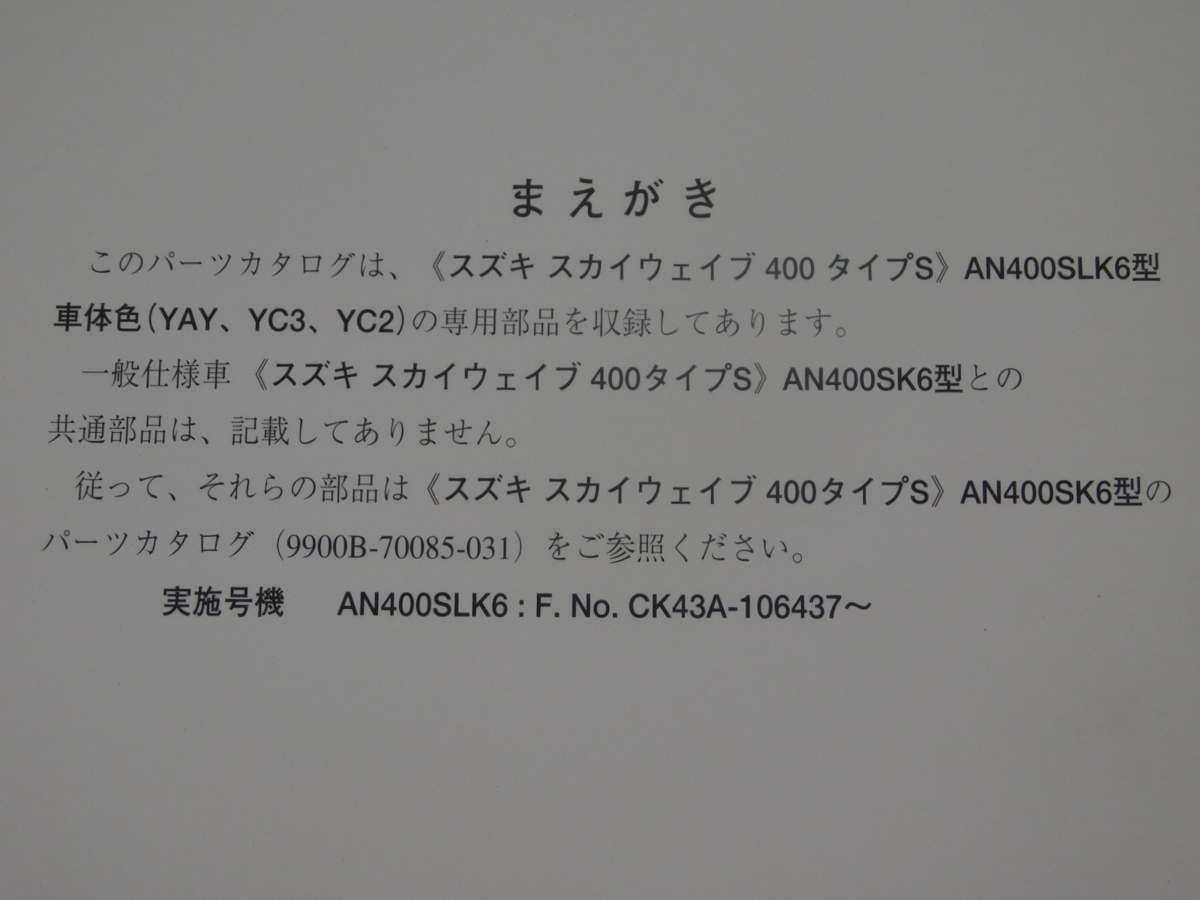 まえがき
このパーツカタログは、《スズキ スカイウェイブ 400 タイプS》AN400SLK6型
車体色(YAY、YC3、YC2)の専用部品を収録してあります。
一般仕様車《スズキ スカイウェイブ 400タイプS》AN400SK6型との
共通部品は、記載してありません。
従って、それらの部品は《スズキ スカイウェイブ 400タイプS》AN400SK6型の
パーツカタログ(9900B-70085-031)をご参照ください。
実施号機 AN400SLK6 : F. No. CK43A-106437〜